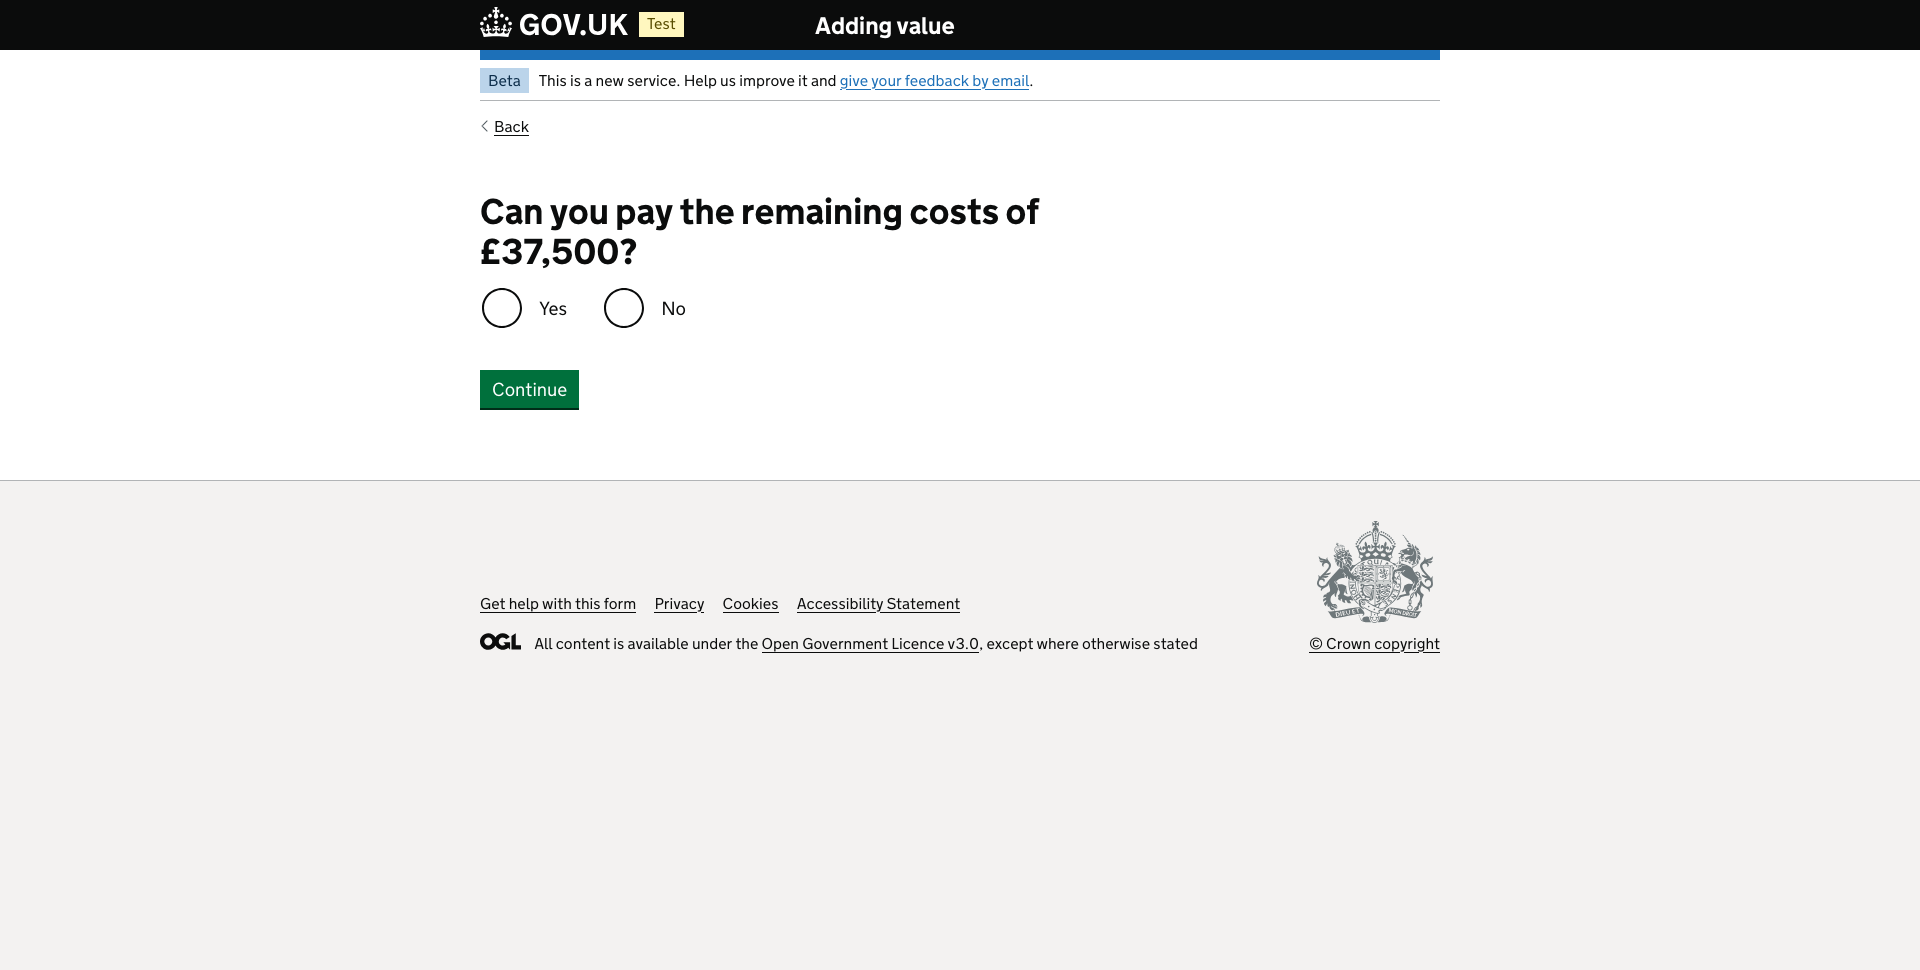 GOV.UK Test Adding value
Beta This is a new service. Help us improve it and give your feedback by email.
Back
Can you pay the remaining costs of
£37,500?
Yes No
Continue
Get help with this form Privacy Cookies Accessibility Statement
OGL All content is available under the Open Government Licence v3.0, except where otherwise stated
© Crown copyright